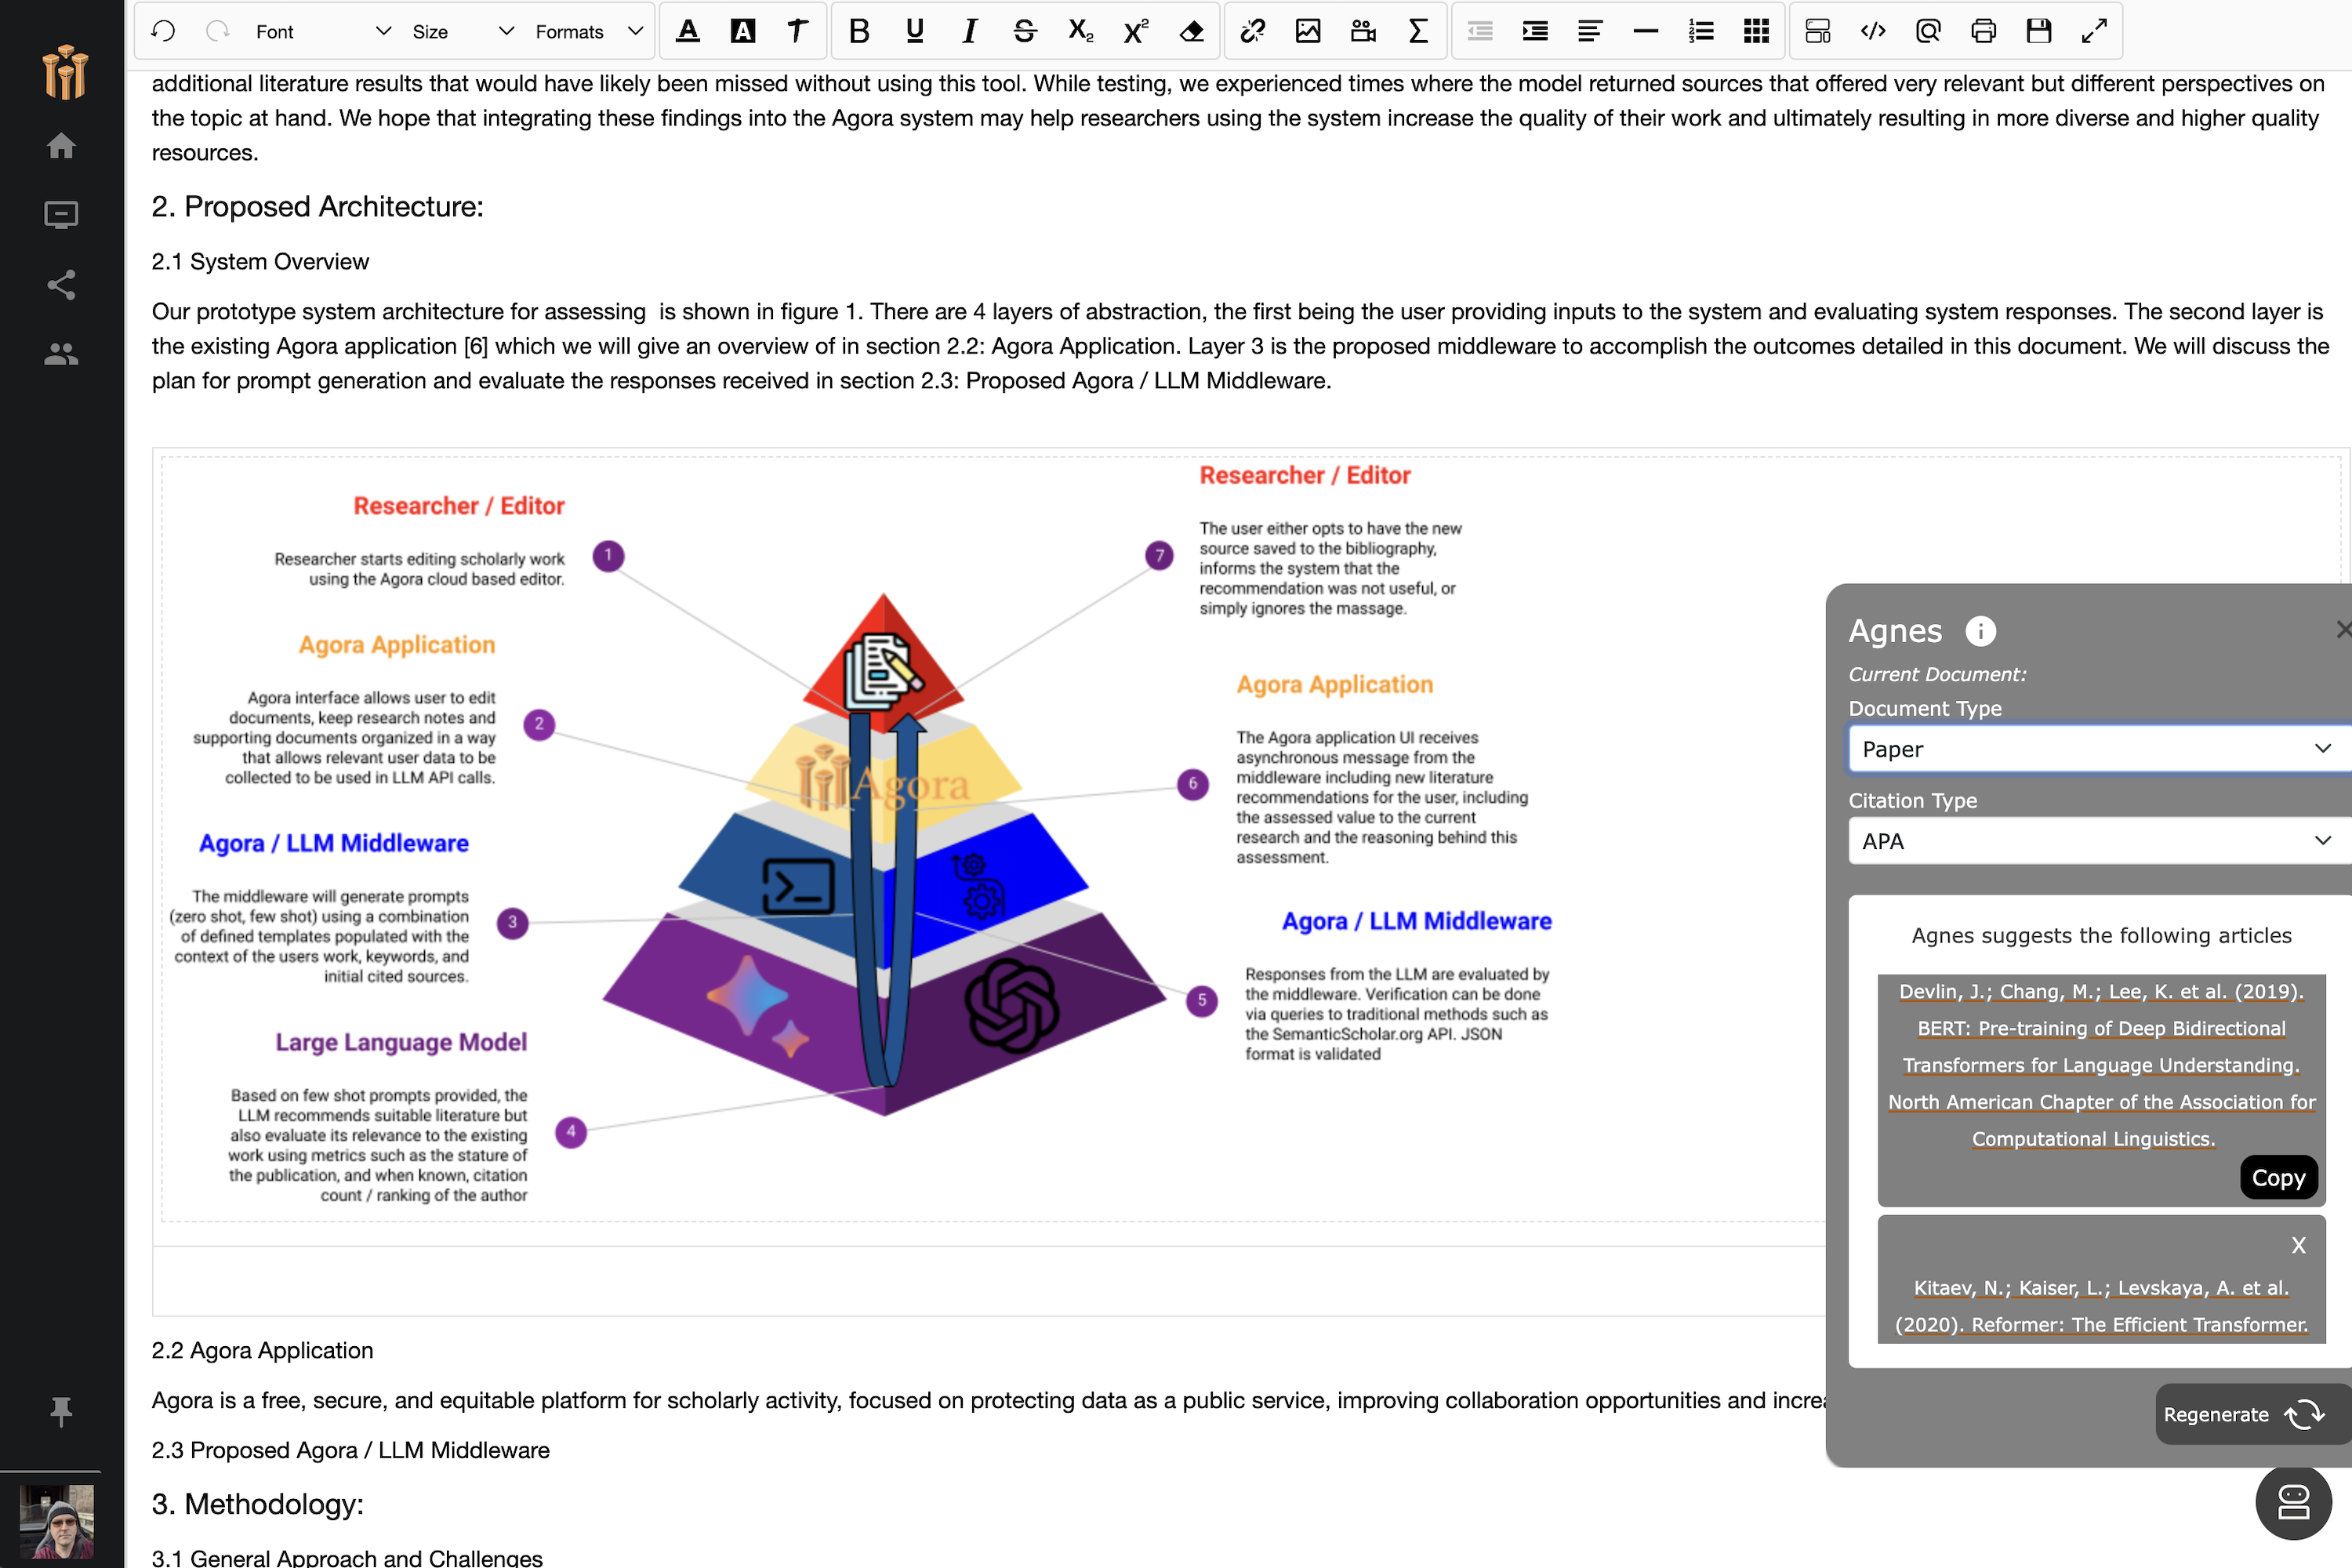 Font
Size
Formats
additional literature results that would have likely been missed without using this tool. While testing, we experienced times where the model returned sources that offered very relevant but different perspectives on
the topic at hand. We hope that integrating these findings into the Agora system may help researchers using the system increase the quality of their work and ultimately resulting in more diverse and higher quality
resources.
2. Proposed Architecture:
2.1 System Overview
Our prototype system architecture for assessing  is shown in figure 1. There are 4 layers of abstraction, the first being the user providing inputs to the system and evaluating system responses. The second layer is
the existing Agora application [6] which we will give an overview of in section 2.2: Agora Application. Layer 3 is the proposed middleware to accomplish the outcomes detailed in this document. We will discuss the
plan for prompt generation and evaluate the responses received in section 2.3: Proposed Agora / LLM Middleware.
Researcher / Editor
Researcher starts editing scholarly work
using the Agora cloud based editor.
1
Agora Application
Agora interface allows user to edit
documents, keep research notes and
supporting documents organized in a way
that allows relevant user data to be
collected to be used in LLM API calls.
2
Agora / LLM Middleware
The middleware will generate prompts
(zero shot, few shot) using a combination
of defined templates populated with the
context of the users work, keywords, and
initial cited sources.
3
Large Language Model
Based on few shot prompts provided, the
LLM recommends suitable literature but
also evaluate its relevance to the existing
work using metrics such as the stature of
the publication, and when known, citation
count / ranking of the author
4
Agora
Researcher / Editor
7
The user either opts to have the new
source saved to the bibliography,
informs the system that the
recommendation was not useful, or
simply ignores the massage.
Agora Application
6
The Agora application UI receives
asynchronous message from the
middleware including new literature
recommendations for the user, including
the assessed value to the current
research and the reasoning behind this
assessment.
Agora / LLM Middleware
5
Responses from the LLM are evaluated by
the middleware. Verification can be done
via queries to traditional methods such as
the SemanticScholar.org API. JSON
format is validated
2.2 Agora Application
Agora is a free, secure, and equitable platform for scholarly activity, focused on protecting data as a public service, improving collaboration opportunities and increa
2.3 Proposed Agora / LLM Middleware
3. Methodology:
3.1 General Approach and Challenges
Agnes
Current Document:
Document Type
Paper
Citation Type
APA
Agnes suggests the following articles
Devlin, J.; Chang, M.; Lee, K. et al. (2019).
BERT: Pre-training of Deep Bidirectional
Transformers for Language Understanding.
North American Chapter of the Association for
Computational Linguistics.
Copy
X
Kitaev, N.; Kaiser, L.; Levskaya, A. et al.
(2020). Reformer: The Efficient Transformer.
Regenerate